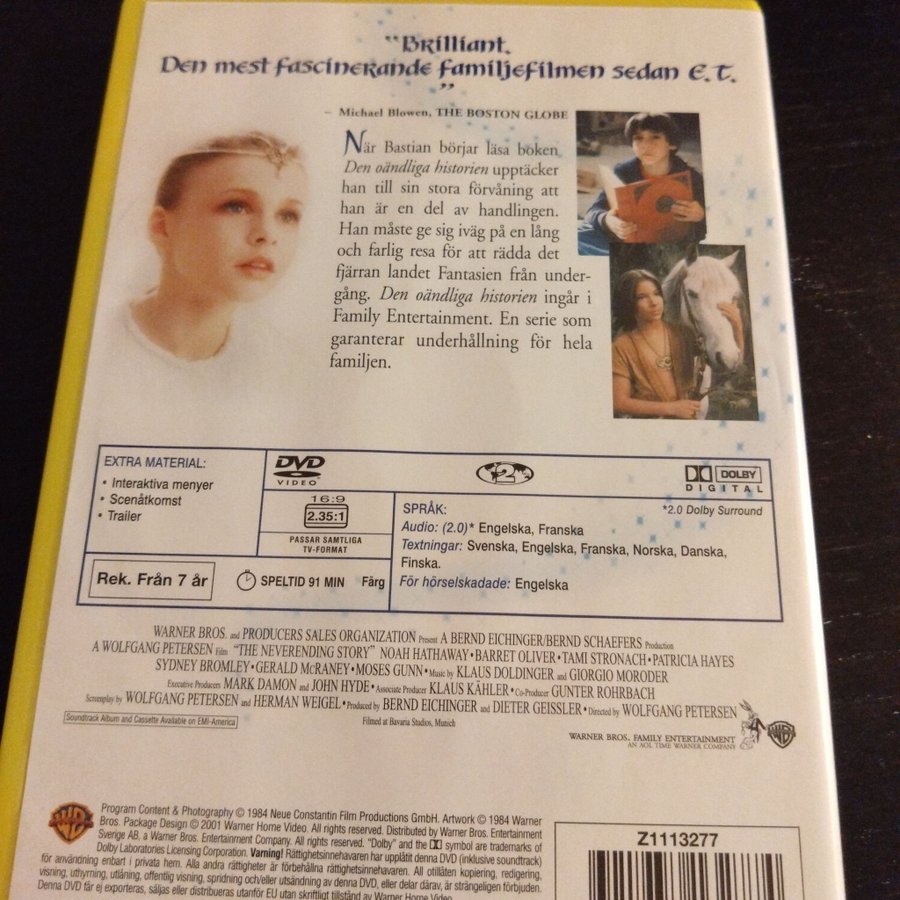 "Brilliant.
Den mest fascinerande familjefilmen sedan E.T.
"
– Michael Blowen, THE BOSTON GLOBE
När Bastian börjar läsa boken
Den oändliga historien upptäcker
han till sin stora förvåning att
han är en del av handlingen.
Han måste ge sig iväg på en lång
och farlig resa för att rädda det
fjärran landet Fantasien från under-
gång. Den oändliga historien ingår i
Family Entertainment. En serie som
garanterar underhållning för hela
familjen.
EXTRA MATERIAL:
• Interaktiva menyer
• Scenåtkomst
• Trailer
DVD
VIDEO
2
DOLBY
DIGITAL
16:9
2.35:1
PASSAR SAMTLIGA
TV-FORMAT
SPRÅK:
*2.0 Dolby Surround
Audio: (2.0)* Engelska, Franska
Textningar: Svenska, Engelska, Franska, Norska, Danska,
Finska.
För hörselskadade: Engelska
Rek. Från 7 år
SPELTID 91 MIN Färg
WARNER BROS. and PRODUCERS SALES ORGANIZATION Present A BERND EICHINGER/BERND SCHAEFERS Production
A WOLFGANG PETERSEN Film "THE NEVERENDING STORY" NOAH HATHAWAY • BARRET OLIVER • TAMI STRONACH • PATRICIA HAYES
SYDNEY BROMLEY • GERALD McRANEY • MOSES GUNN • Music by KLAUS DOLDINGER and GIORGIO MORODER
Executive Producers MARK DAMON and JOHN HYDE • Associate Producer KLAUS KÄHLER • Co-Producer GUNTER ROHRBACH
Screenplay by WOLFGANG PETERSEN and HERMAN WEIGEL • Produced by BERND EICHINGER and DIETER GEISSLER • Directed by WOLFGANG PETERSEN
Soundtrack Album and Cassette Available on EMI-America
Filmed at Bavaria Studios, Munich
WARNER BROS. FAMILY ENTERTAINMENT
AN AOL TIME WARNER COMPANY
WB
WB
Program Content & Photography © 1984 Neue Constantin Film Productions GmbH. Artwork © 1984 Warner
Bros. Package Design © 2001 Warner Home Video. All rights reserved. Distributed by Warner Bros. Entertainment
Sverige AB, a Warner Bros. Entertainment Company. All rights reserved. "Dolby" and the symbol are trademarks of
Dolby Laboratories Licensing Corporation. Varning! Rättighetsinnehavaren har upplåtit denna DVD (inklusive soundtrack)
för användning enbart i privat hem. Alla andra rättigheter är förbehållna rättighetsinnehavaren. All otillåten kopiering, redigering,
visning, uthyrning, utlåning, offentlig visning, spridning och/eller utsändning av denna DVD, eller delar därav, är strängeligen förbjuden.
Denna DVD får ej exporteras, säljas eller distribueras utanför EU utan skriftligt tillstånd av Warner Home Video.
Z1113277